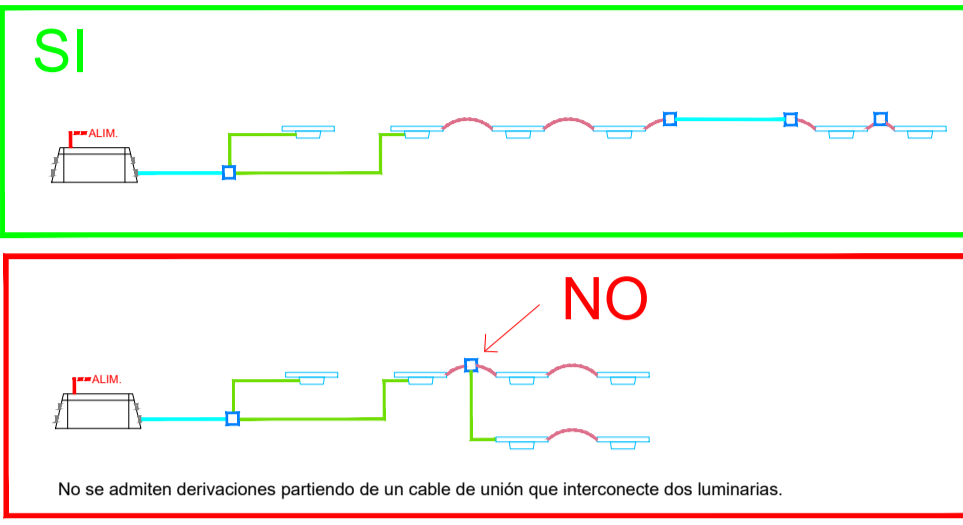 SI
ALIM.
NO
ALIM.
No se admiten derivaciones partiendo de un cable de unión que interconecte dos luminarias.